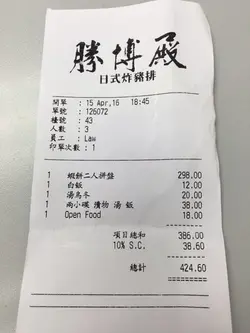 勝博殿
日式炸豬排
開單 : 15 Apr,16 18:45
單號 : 126072
檯號 : 43
人數 : 3
員工 : Law
印單次數 : 1
1 蝦餅二人拼盤 298.00
1 白飯 12.00
1 湯烏冬 20.00
1 兩小碟 漬物 湯 飯 38.00
1 Open Food 18.00
項目總和 386.00
10% S.C. 38.60
總計 424.60